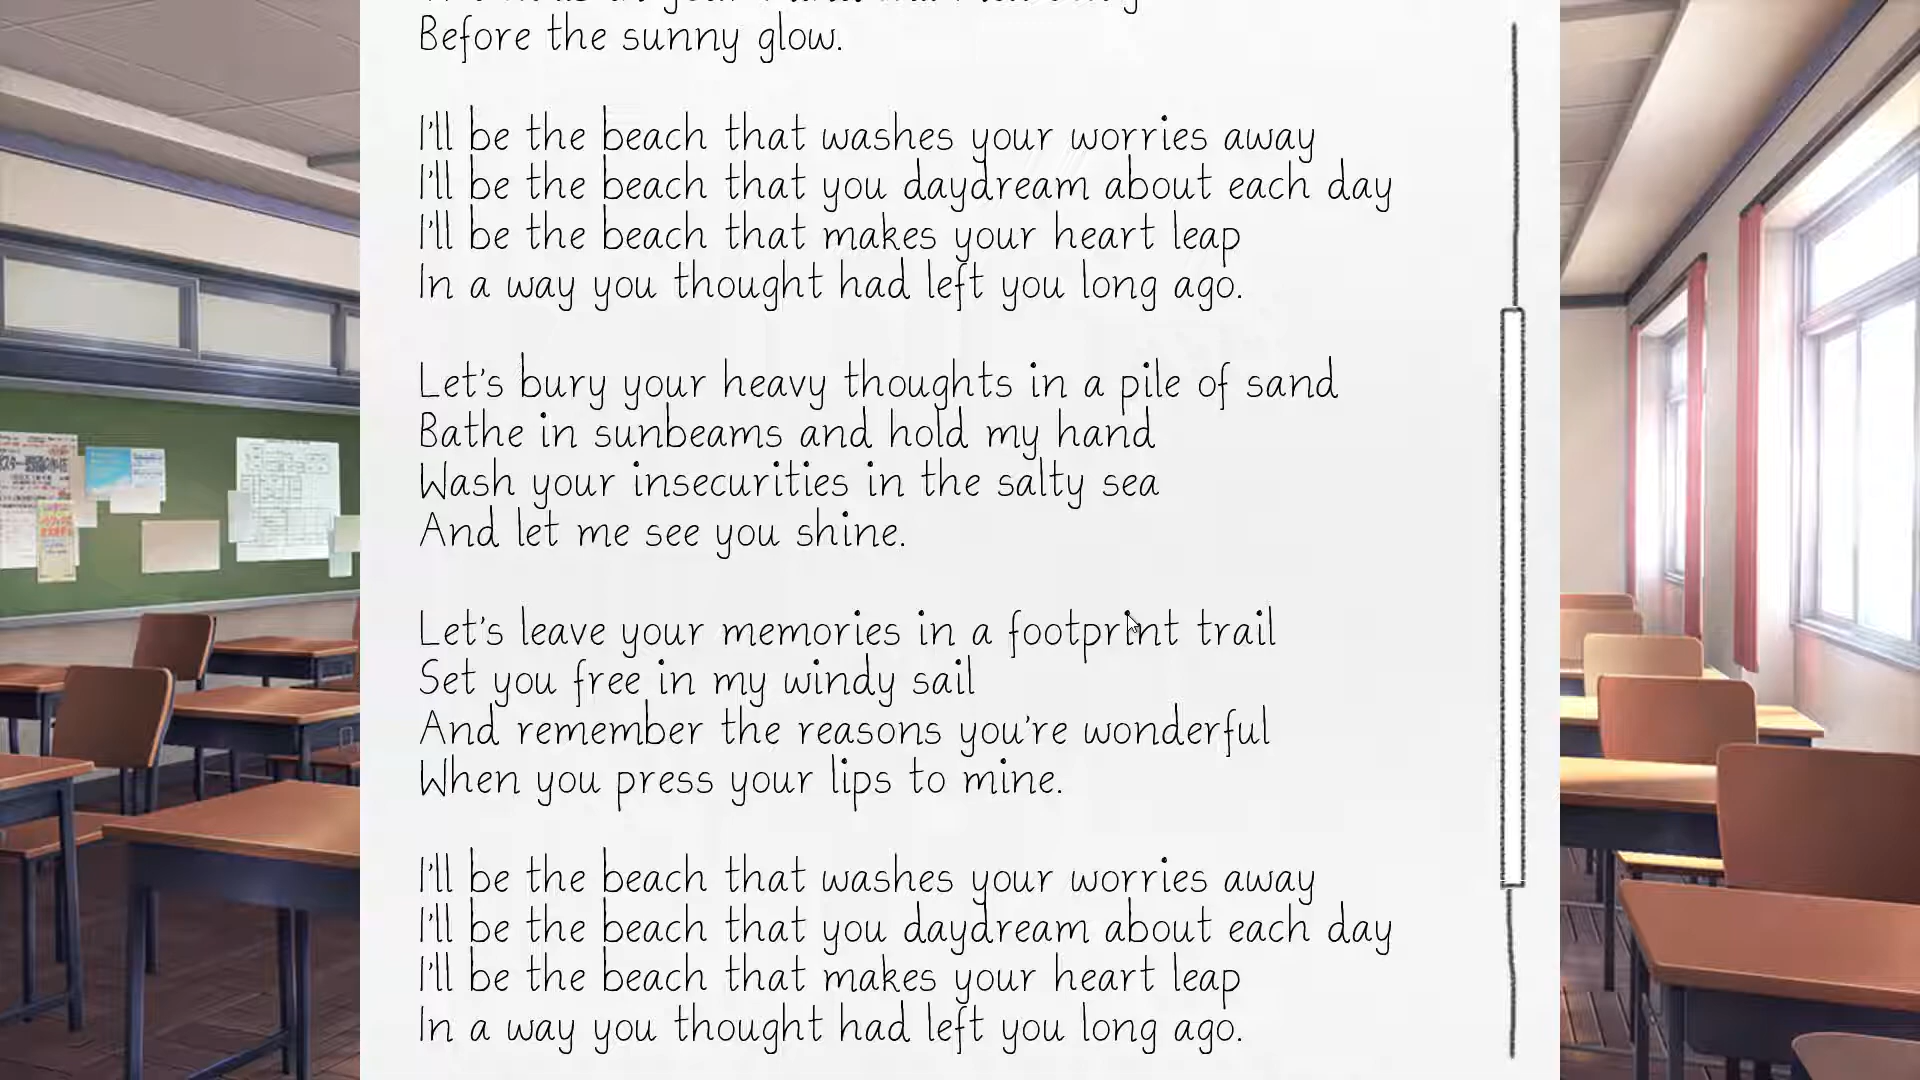 Before the sunny glow.
I'll be the beach that washes your worries away
I'll be the beach that you daydream about each day
I'll be the beach that makes your heart leap
In a way you thought had left you long ago.
Let's bury your heavy thoughts in a pile of sand
Bathe in sunbeams and hold my hand
Wash your insecurities in the salty sea
And let me see you shine.
Let's leave your memories in a footprint trail
Set you free in my windy sail
And remember the reasons you're wonderful
When you press your lips to mine.
I'll be the beach that washes your worries away
I'll be the beach that you daydream about each day
I'll be the beach that makes your heart leap
In a way you thought had left you long ago.